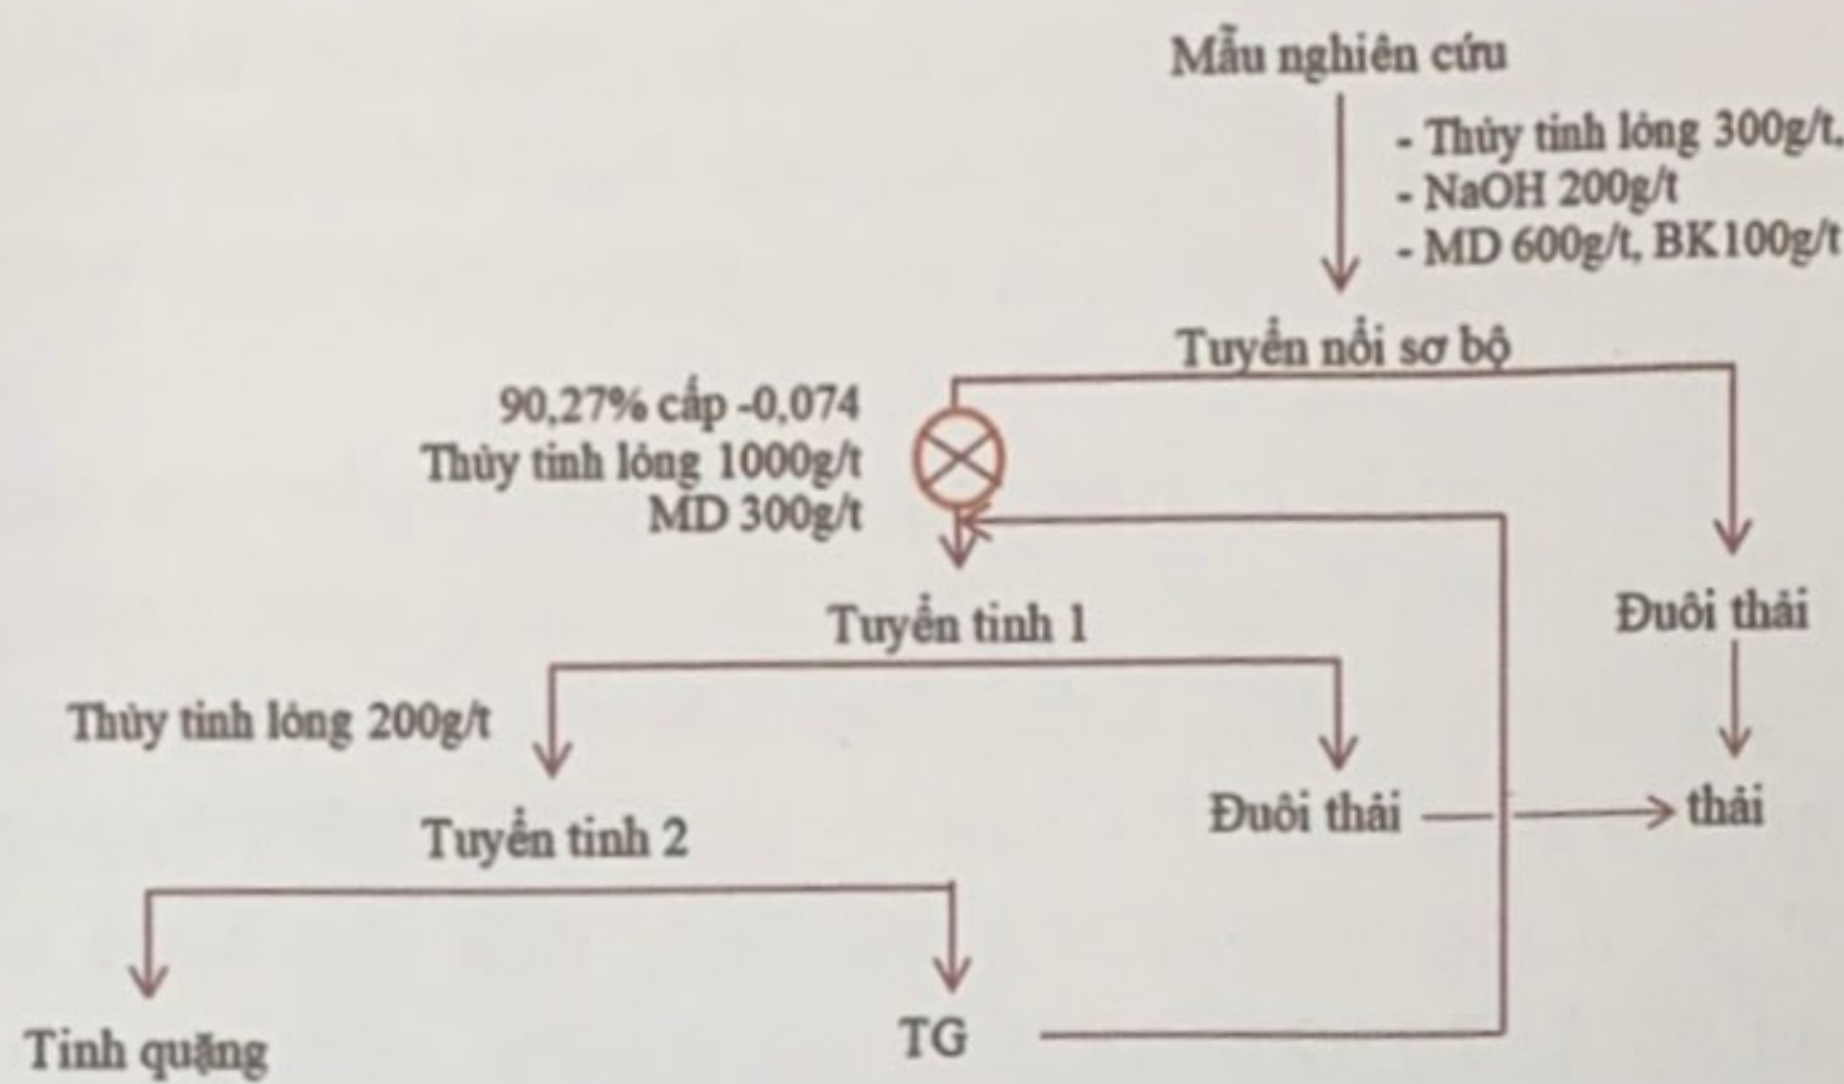 Mẫu nghiên cứu
- Thủy tinh lỏng 300g/t.
- NaOH 200g/t
- MD 600g/t, BK100g/t
Tuyển nổi sơ bộ
90,27% cấp -0,074
Thủy tinh lỏng 1000g/t
MD 300g/t
Đuôi thải
Tuyển tinh 1
Thủy tinh lỏng 200g/t
Đuôi thải
thải
Tuyển tinh 2
Tinh quặng
TG